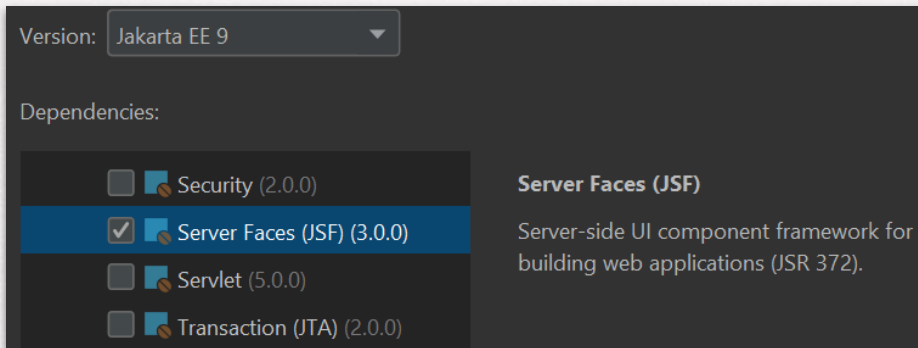 Version: Jakarta EE 9
Dependencies:
Security (2.0.0)
Server Faces (JSF) (3.0.0)
Servlet (5.0.0)
Transaction (JTA) (2.0.0)
Server Faces (JSF)
Server-side UI component framework for
building web applications (JSR 372).